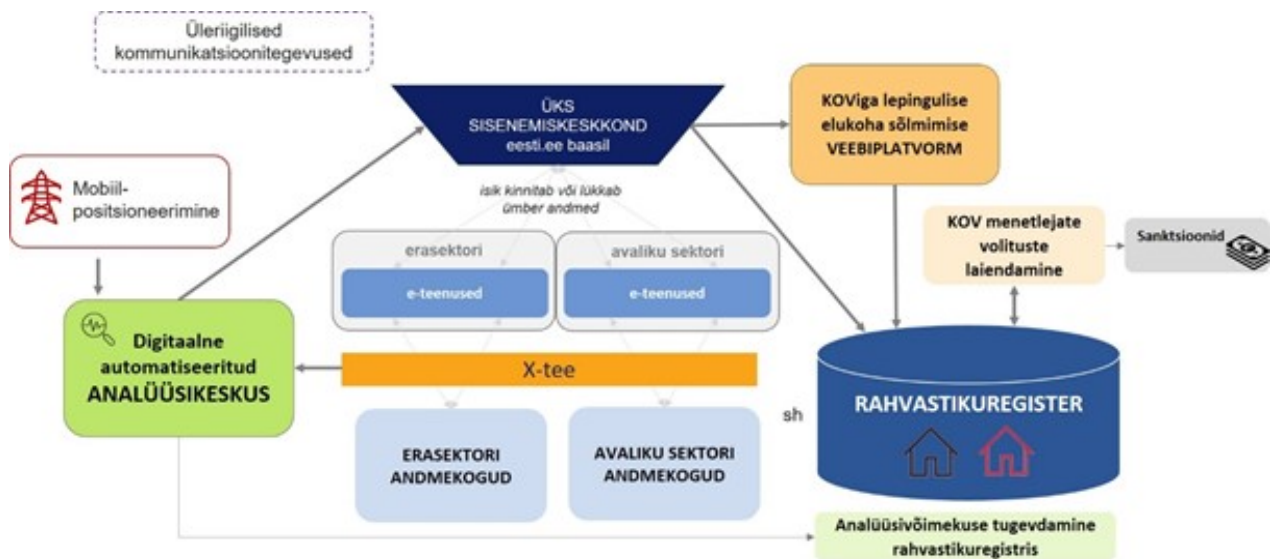 Üleriigilised
kommunikatsioonitegevused
ÜKS
SISENEMISKESKKOND
eesti.ee baasil
KOViga lepingulise
elukoha sõlmimise
VEEBIPLATVORM
Mobiil-
positsioneerimine
isik kinnitab või lükkab
ümber andmed
KOV menetlejate
volituste
laiendamine
Sanktsioonid
erasektori
e-teenused
avaliku sektori
e-teenused
Digitaalne
automatiseeritud
ANALÜÜSIKESKUS
X-tee
sh
RAHVASTIKUREGISTER
ERASEKTORI
ANDMEKOGUD
AVALIKU SEKTORI
ANDMEKOGUD
Analüüsivõimekuse tugevdamine
rahvastikuregistris